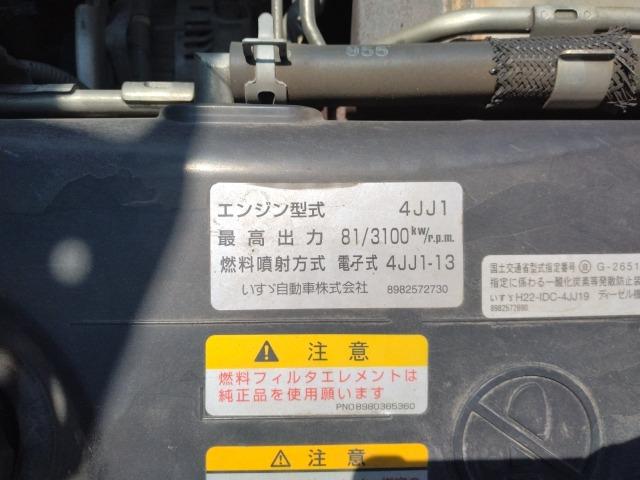 955
エンジン型式 4JJ1
最高出力 81/3100kW/r.p.m.
燃料噴射方式 電子式 4JJ1-13
いすゞ自動車株式会社 8982572730
国土交通省型式指定番号 G-2651
指定に係わる一酸化炭素等発散防止装
いすゞH22-IDC-4JJ19 ディーゼル機
8982572890
注意
燃料フィルタエレメントは
純正品を使用願います
PNO8980365360
注意